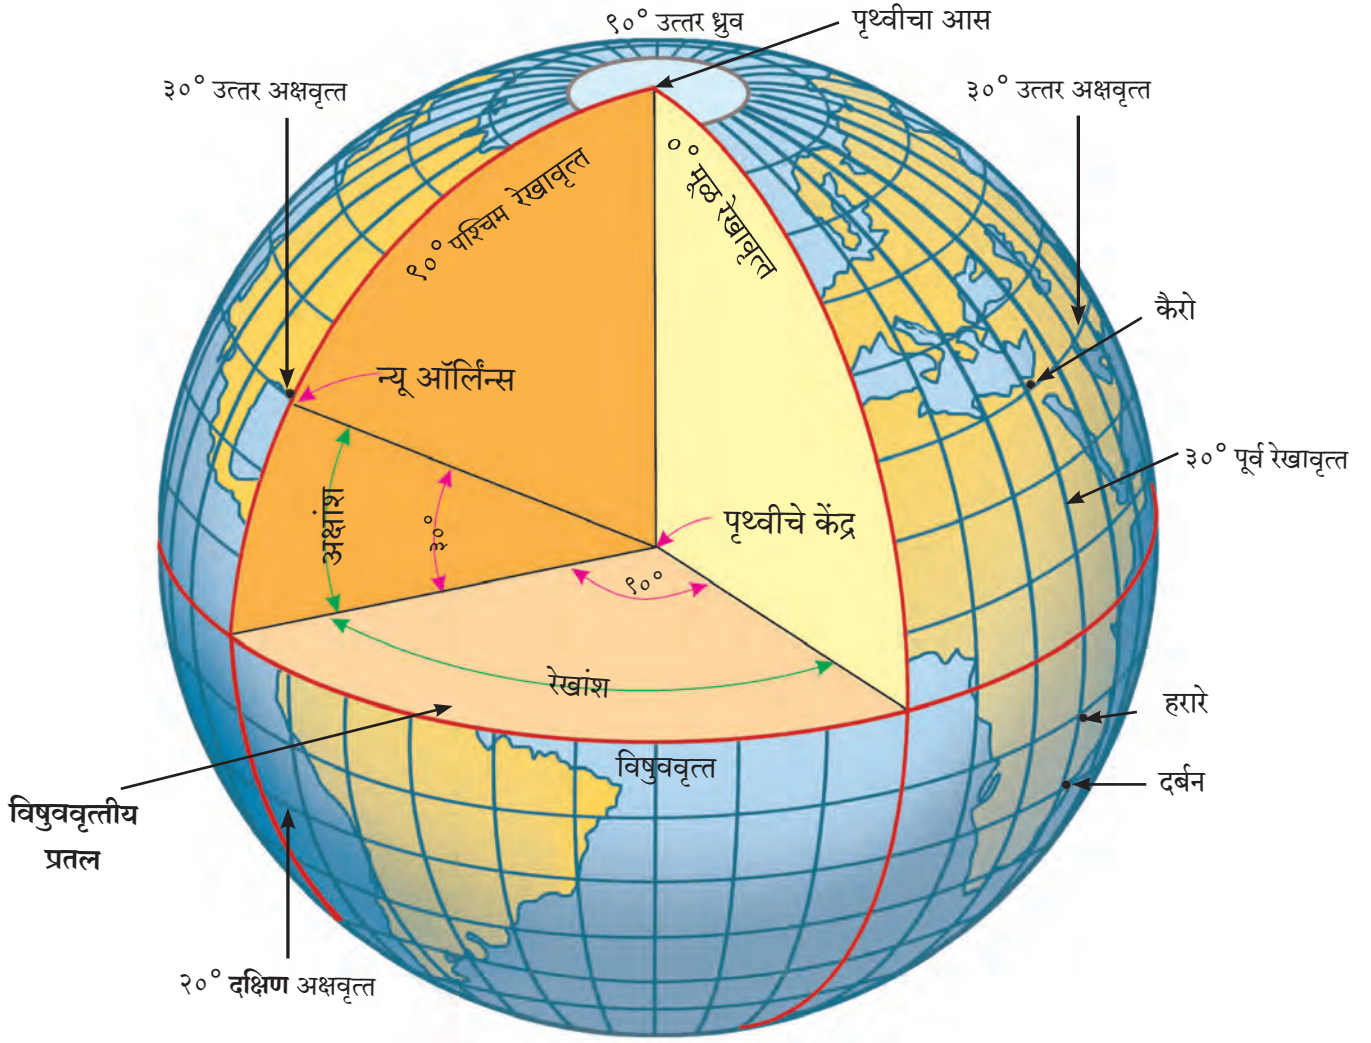 ९०° उत्तर ध्रुव
पृथ्वीचा आस
३०° उत्तर अक्षवृत्त
३०° उत्तर अक्षवृत्त
९०° पश्चिम रेखावृत्त
०° मूळ रेखावृत्त
कैरो
न्यू ऑर्लिन्स
३०° पूर्व रेखावृत्त
अक्षांश
३०°
पृथ्वीचे केंद्र
९०°
रेखांश
हरारे
विषुववृत्त
दर्बन
विषुववृत्तीय
प्रतल
२०° दक्षिण अक्षवृत्त